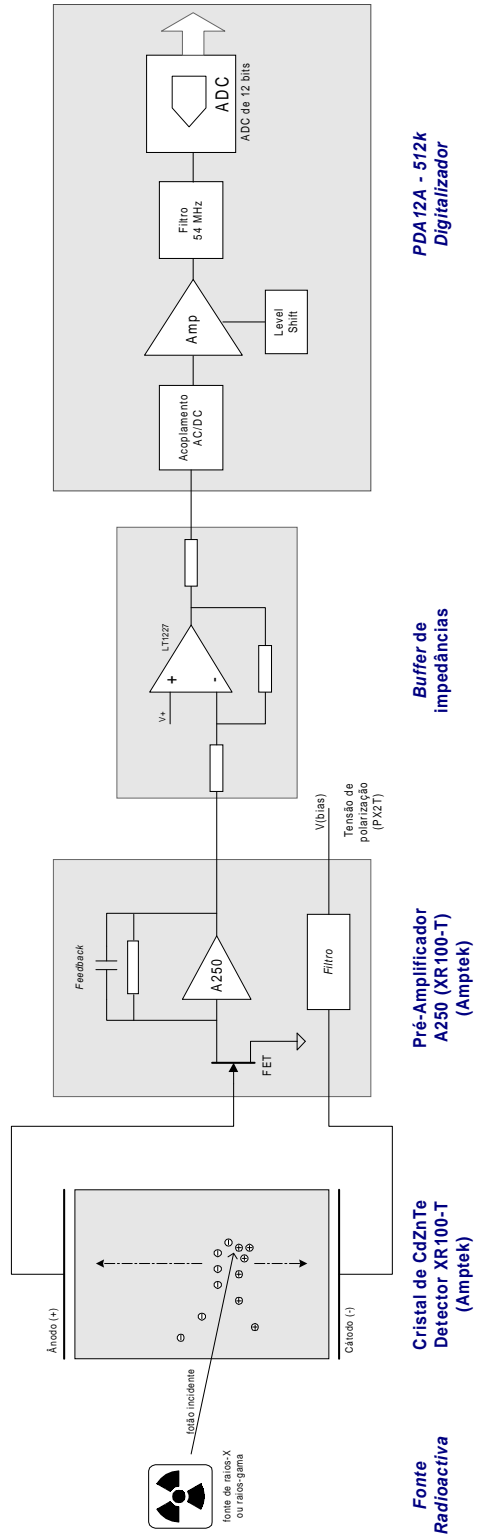 fonte de raios-X
ou raios-gama
fotão incidente
Fonte
Radioactiva
Ânodo (+)
Cátodo (-)
Cristal de CdZnTe
Detector XR100-T
(Amptek)
Feedback
A250
FET
Filtro
V(bias)
Tensão de
polarização
(PX2T)
Pré-Amplificador
A250 (XR100-T)
(Amptek)
V+
LT1227
+
-
Buffer de
impedâncias
Acoplamento
AC/DC
Amp
Level
Shift
Filtro
54 MHz
ADC
ADC de 12 bits
PDA12A - 512k
Digitalizador